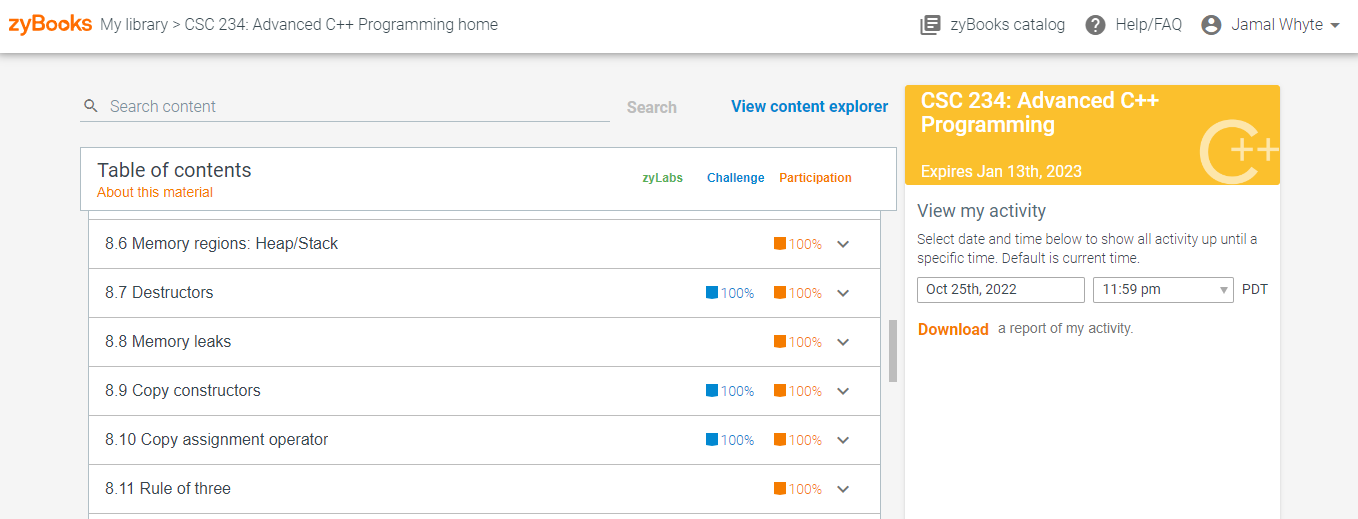 zyBooks My library > CSC 234: Advanced C++ Programming home
zyBooks catalog
Help/FAQ
Jamal Whyte
Search content
Search
View content explorer
Table of contents
About this material
zyLabs
Challenge
Participation
8.6 Memory regions: Heap/Stack 100%
8.7 Destructors 100% 100%
8.8 Memory leaks 100%
8.9 Copy constructors 100% 100%
8.10 Copy assignment operator 100% 100%
8.11 Rule of three 100%
CSC 234: Advanced C++
Programming
C++
Expires Jan 13th, 2023
View my activity
Select date and time below to show all activity up until a
specific time. Default is current time.
Oct 25th, 2022
11:59 pm
PDT
Download a report of my activity.